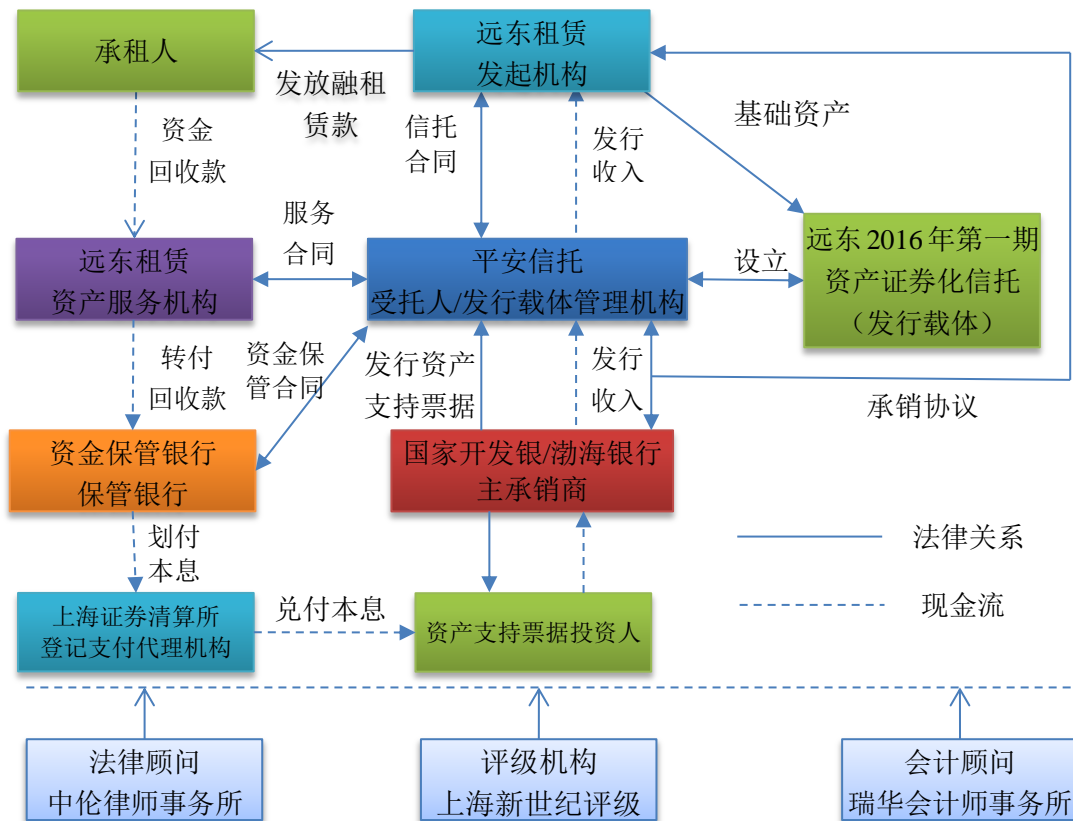 承租人
远东租赁
发起机构
发放融租
赁款
资金
回收款
信托
合同
发行
收入
基础资产
服务
合同
远东租赁
资产服务机构
平安信托
受托人/发行载体管理机构
设立
远东 2016 年第一期
资产证券化信托
（发行载体）
转付
回收款
资金保
管合同
发行资产
支持票据
发行
收入
承销协议
资金保管银行
保管银行
国家开发银/渤海银行
主承销商
划付
本息
法律关系
现金流
上海证券清算所
登记支付代理机构
兑付本息
资产支持票据投资人
法律顾问
中伦律师事务所
评级机构
上海新世纪评级
会计顾问
瑞华会计师事务所